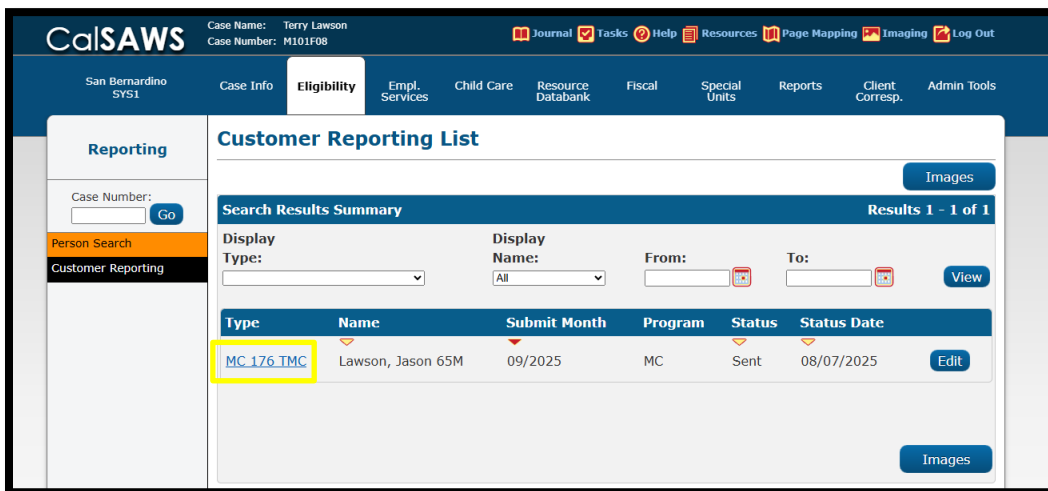 CalSAWS
Case Name: Terry Lawson
Case Number: M101F08
Journal Tasks Help Resources Page Mapping Imaging Log Out
San Bernardino
SYS1
Case Info
Eligibility
Empl.
Services
Child Care
Resource
Databank
Fiscal
Special
Units
Reports
Client
Corresp.
Admin Tools
Reporting
Case Number:
Go
Person Search
Customer Reporting
Customer Reporting List
Images
Search Results Summary Results 1 - 1 of 1
Display
Type:
Display
Name:
All
From:
To:
View
Type Name Submit Month Program Status Status Date
MC 176 TMC Lawson, Jason 65M 09/2025 MC Sent 08/07/2025 Edit
Images